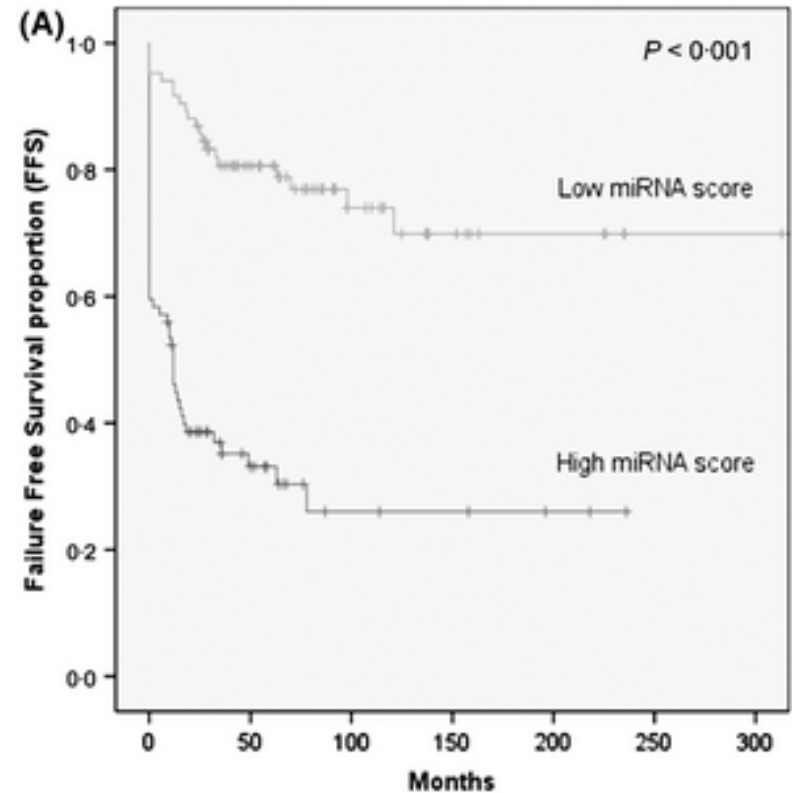 (A)
1·0
P < 0·001
0·8
Low miRNA score
0·6
0·4
High miRNA score
0·2
0·0
Failure Free Survival proportion (FFS)
0 50 100 150 200 250 300
Months